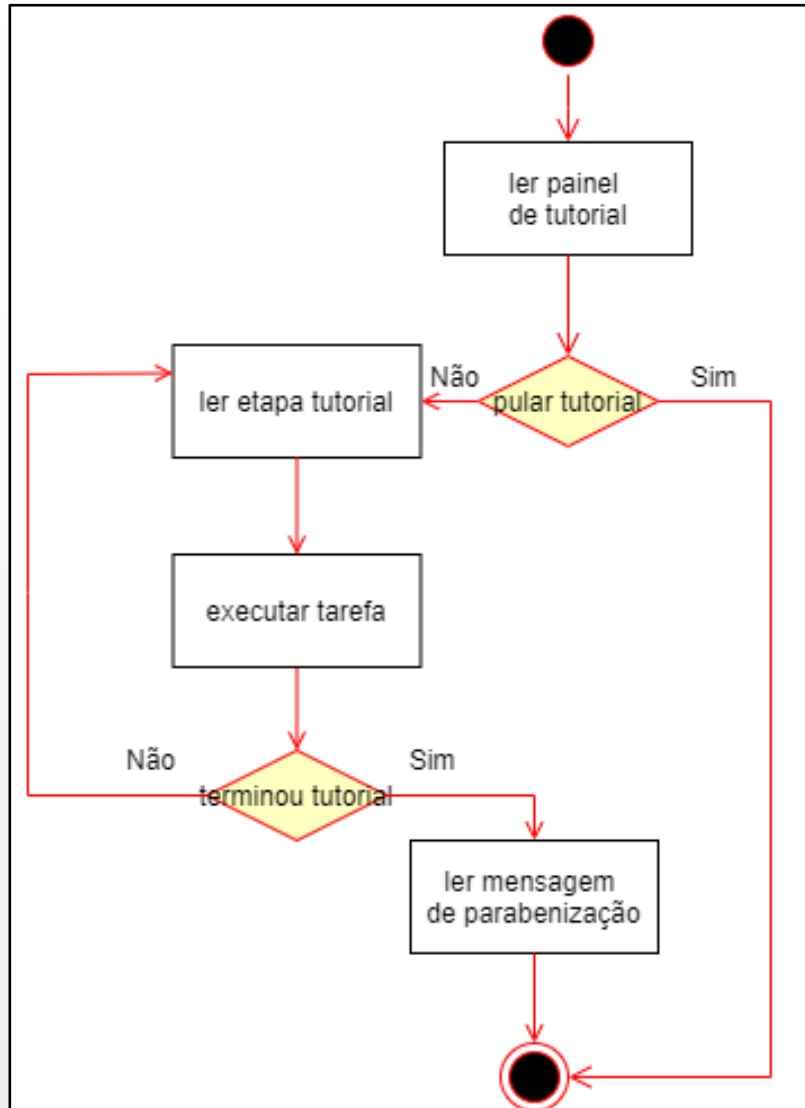 ler painel
de tutorial
Não
Sim
pular tutorial
ler etapa tutorial
executar tarefa
Não
Sim
terminou tutorial
ler mensagem
de parabenização